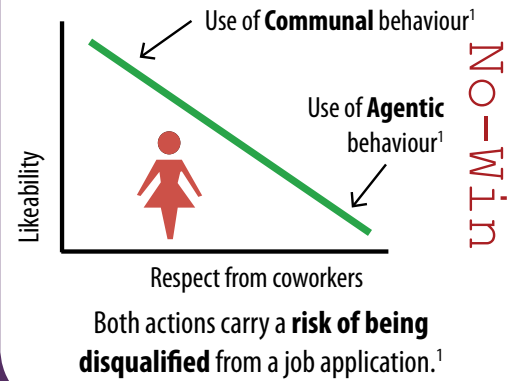 Use of Communal behaviour1
Use of Agentic
behaviour1
No-Win
Likeability
Respect from coworkers
Both actions carry a risk of being
disqualified from a job application.1